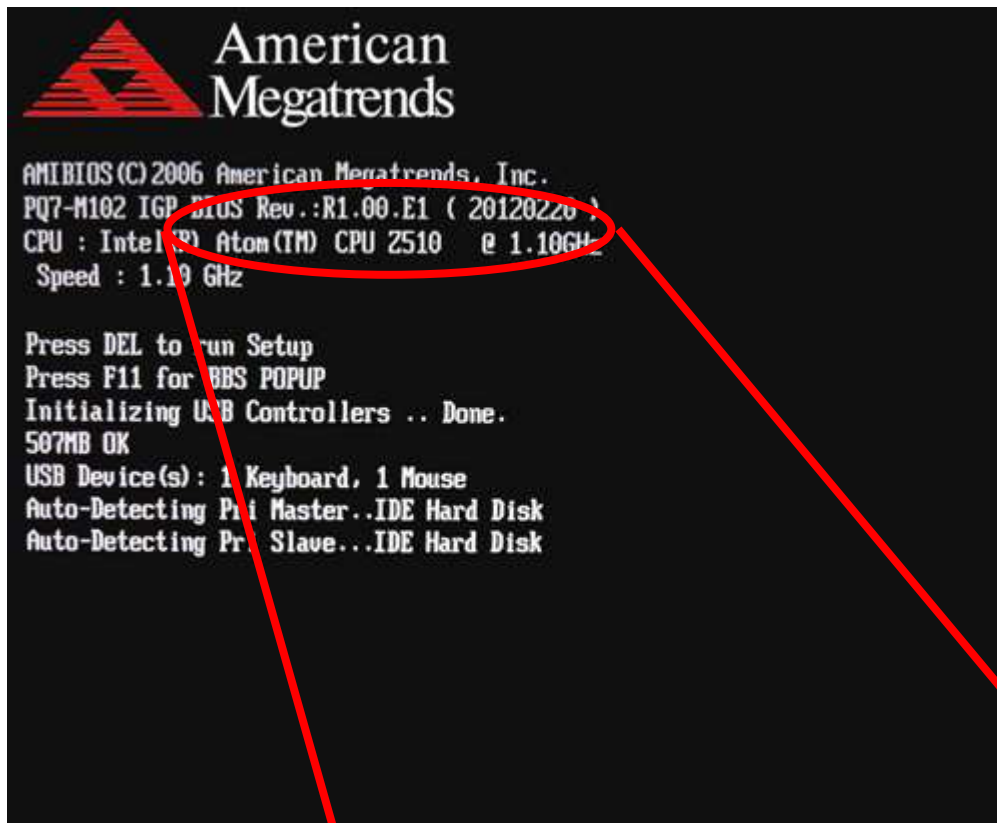 American
Megatrends
AMIBIOS(C)2006 American Megatrends, Inc.
PQ7-M102 IGP BIOS Rev.:R1.00.E1 ( 20120220 )
CPU : Intel(R) Atom(TM) CPU Z510 @ 1.10GHz
Speed : 1.10 GHz
Press DEL to run Setup
Press F11 for BBS POPUP
Initializing USB Controllers .. Done.
507MB OK
USB Device(s): 1 Keyboard, 1 Mouse
Auto-Detecting Pri Master..IDE Hard Disk
Auto-Detecting Pri Slave...IDE Hard Disk